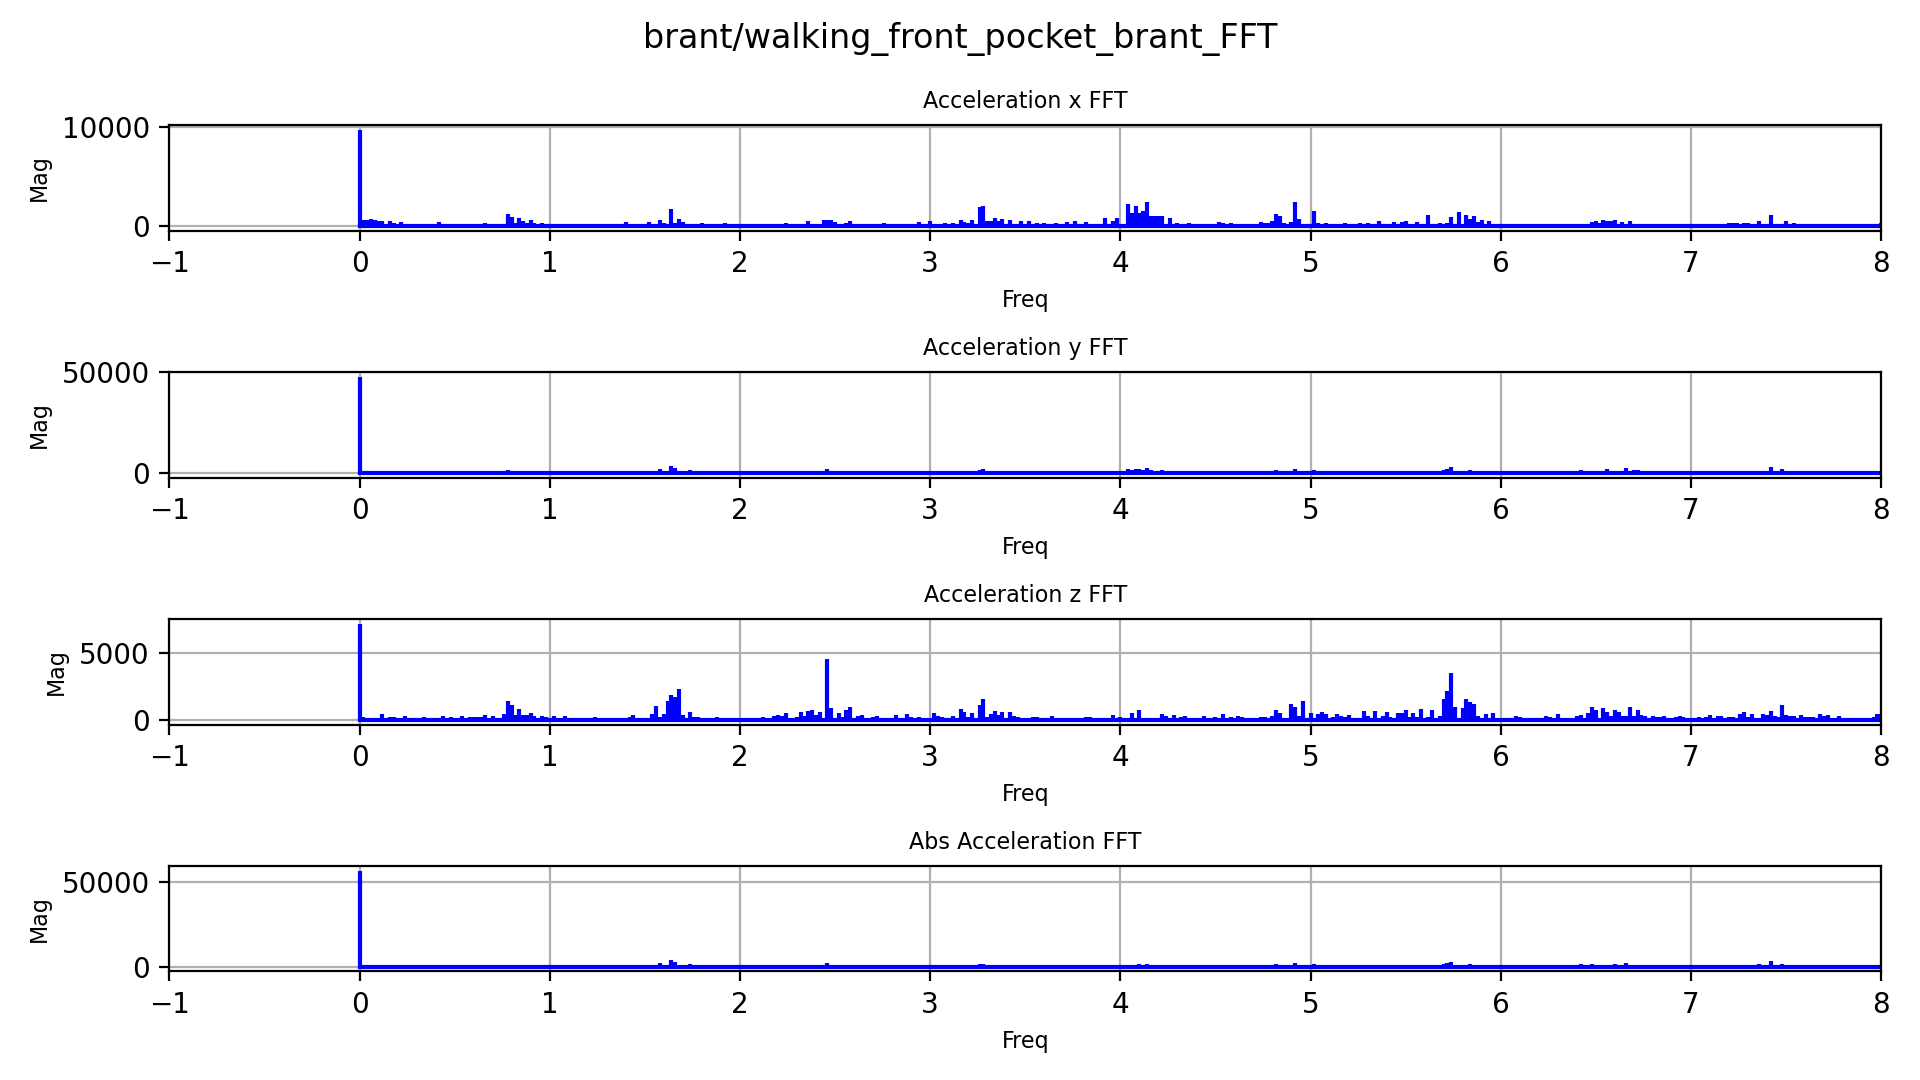 brant/walking_front_pocket_brant_FFT
Acceleration x FFT
10000
0
Mag
−1 0 1 2 3 4 5 6 7 8
Freq
Acceleration y FFT
50000
0
Mag
−1 0 1 2 3 4 5 6 7 8
Freq
Acceleration z FFT
5000
0
Mag
−1 0 1 2 3 4 5 6 7 8
Freq
Abs Acceleration FFT
50000
0
Mag
−1 0 1 2 3 4 5 6 7 8
Freq